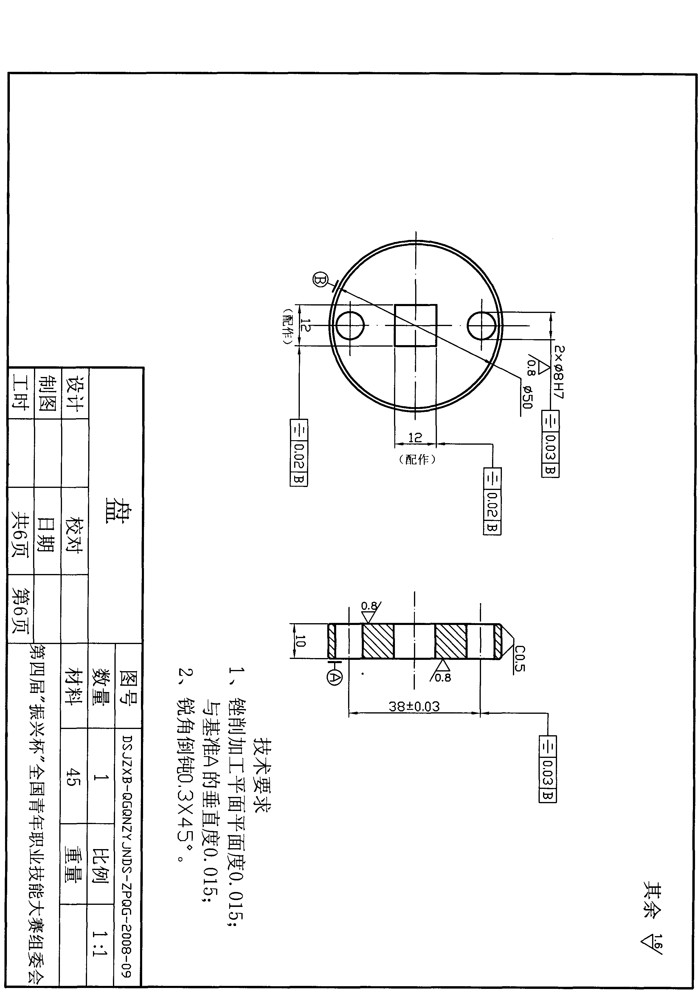 其余 1.6
2×ø8H7
0.8
⌯ 0.03 B
ø50
12
(配作)
⌯ 0.02 B
12
(配作)
⌯ 0.02 B
B
C0.5
0.8
0.8
10
A
38±0.03
⌯ 0.03 B
技术要求
1、锉削加工平面平面度0.015;
与基准A的垂直度0.015;
2、锐角倒钝0.3X45°。
盘
图号 DSJZXB-QGQNZYJNDS-ZPQG-2008-09
数量 1 比例 1:1
设计 校对 材料 45 重量
制图 日期
工时 共6页 第6页
第四届"振兴杯"全国青年职业技能大赛组委会